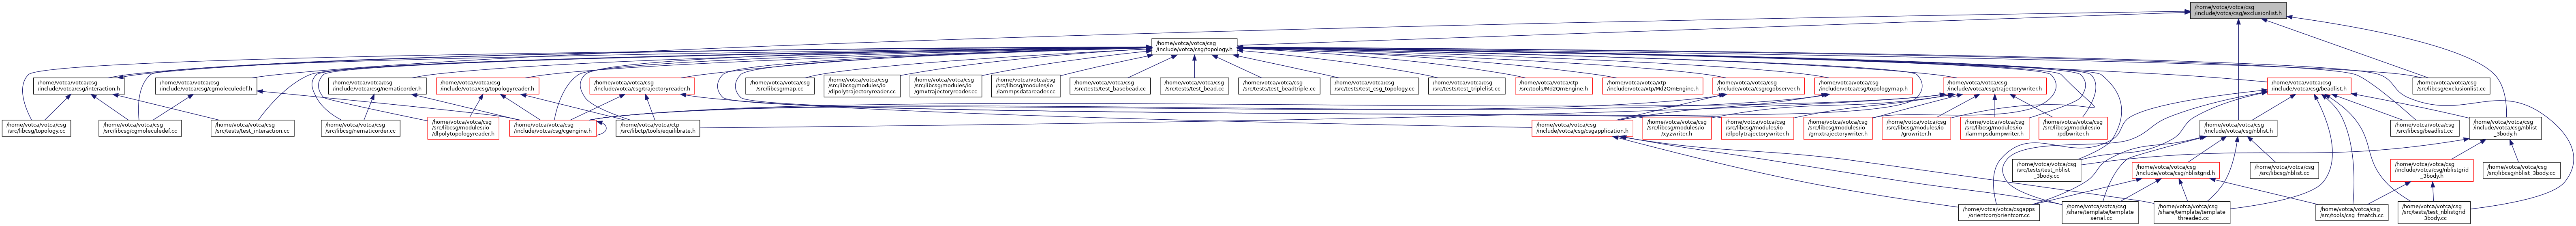 /home/votca/votca/csg
/include/votca/csg/exclusionlist.h
/home/votca/votca/csg
/include/votca/csg/topology.h
/home/votca/votca/csg
/include/votca/csg/interaction.h
/home/votca/votca/csg
/include/votca/csg/cgmoleculedef.h
/home/votca/votca/csg
/include/votca/csg/nematicorder.h
/home/votca/votca/csg
/include/votca/csg/topologyreader.h
/home/votca/votca/csg
/include/votca/csg/trajectoryreader.h
/home/votca/votca/csg
/src/libcsg/map.cc
/home/votca/votca/csg
/src/libcsg/modules/io
/dlpolytrajectoryreader.cc
/home/votca/votca/csg
/src/libcsg/modules/io
/gmxtrajectoryreader.cc
/home/votca/votca/csg
/src/libcsg/modules/io
/lammpsdatareader.cc
/home/votca/votca/csg
/src/tests/test_basebead.cc
/home/votca/votca/csg
/src/tests/test_bead.cc
/home/votca/votca/csg
/src/tests/test_beadtriple.cc
/home/votca/votca/csg
/src/tests/test_csg_topology.cc
/home/votca/votca/csg
/src/tests/test_triplelist.cc
/home/votca/votca/ctp
/src/tools/Md2QmEngine.h
/home/votca/votca/xtp
/include/votca/xtp/Md2QmEngine.h
/home/votca/votca/csg
/include/votca/csg/cgobserver.h
/home/votca/votca/csg
/include/votca/csg/topologymap.h
/home/votca/votca/csg
/include/votca/csg/trajectorywriter.h
/home/votca/votca/csg
/include/votca/csg/beadlist.h
/home/votca/votca/csg
/src/libcsg/exclusionlist.cc
/home/votca/votca/csg
/src/libcsg/topology.cc
/home/votca/votca/csg
/src/libcsg/cgmoleculedef.cc
/home/votca/votca/csg
/src/tests/test_interaction.cc
/home/votca/votca/csg
/src/libcsg/nematicorder.cc
/home/votca/votca/csg
/src/libcsg/modules/io
/dlpolytopologyreader.h
/home/votca/votca/csg
/include/votca/csg/cgengine.h
/home/votca/votca/ctp
/src/libctp/tools/equilibrate.h
/home/votca/votca/csg
/include/votca/csg/csgapplication.h
/home/votca/votca/csg
/src/libcsg/modules/io
/xyzwriter.h
/home/votca/votca/csg
/src/libcsg/modules/io
/dlpolytrajectorywriter.h
/home/votca/votca/csg
/src/libcsg/modules/io
/gmxtrajectorywriter.h
/home/votca/votca/csg
/src/libcsg/modules/io
/growriter.h
/home/votca/votca/csg
/src/libcsg/modules/io
/lammpsdumpwriter.h
/home/votca/votca/csg
/src/libcsg/modules/io
/pdbwriter.h
/home/votca/votca/csg
/include/votca/csg/nblist.h
/home/votca/votca/csg
/src/libcsg/beadlist.cc
/home/votca/votca/csg
/include/votca/csg/nblist
_3body.h
/home/votca/votca/csg
/src/tests/test_nblist
_3body.cc
/home/votca/votca/csg
/include/votca/csg/nblistgrid.h
/home/votca/votca/csg
/src/libcsg/nblist.cc
/home/votca/votca/csg
/include/votca/csg/nblistgrid
_3body.h
/home/votca/votca/csg
/src/libcsg/nblist_3body.cc
/home/votca/votca/csgapps
/orientcorr/orientcorr.cc
/home/votca/votca/csg
/share/template/template
_serial.cc
/home/votca/votca/csg
/share/template/template
_threaded.cc
/home/votca/votca/csg
/src/tools/csg_fmatch.cc
/home/votca/votca/csg
/src/tests/test_nblistgrid
_3body.cc